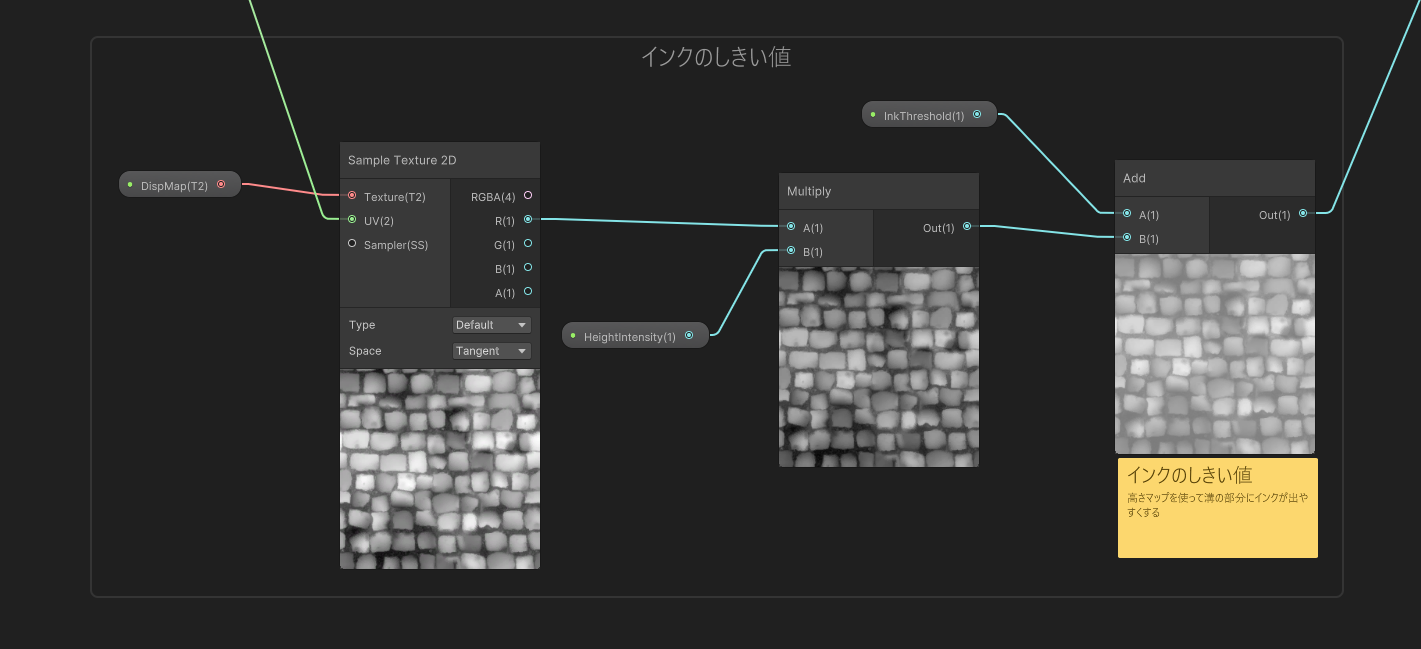 インクのしきい値
InkThreshold(1)
DispMap(T2)
Sample Texture 2D
Texture(T2)
RGBA(4)
UV(2)
R(1)
Sampler(SS)
G(1)
B(1)
A(1)
Type
Default
Space
Tangent
HeightIntensity(1)
Multiply
A(1)
Out(1)
B(1)
Add
A(1)
Out(1)
B(1)
インクのしきい値
高さマップを使って溝の部分にインクが出や
すくする